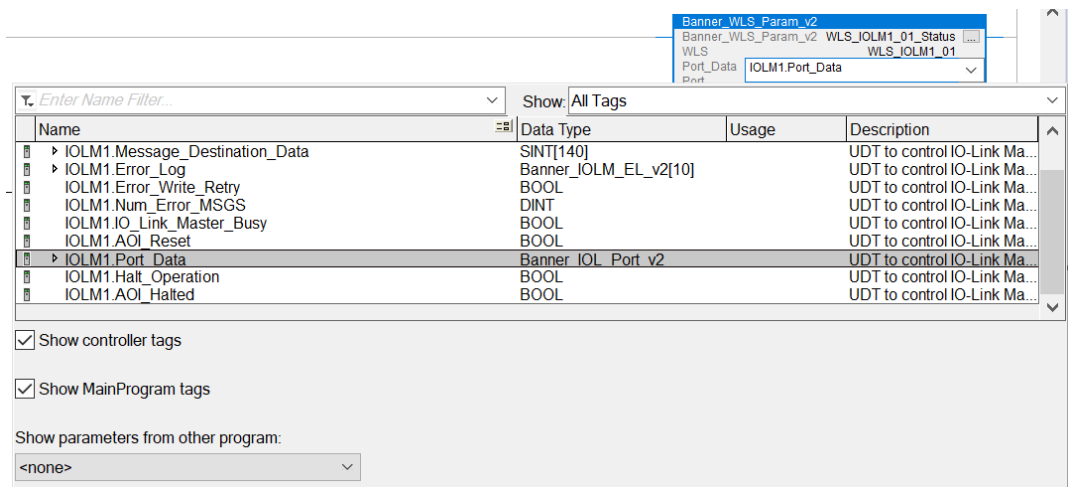 Banner_WLS_Param_v2
Banner_WLS_Param_v2 WLS_IOLM1_01_Status ...
WLS WLS_IOLM1_01
Port_Data IOLM1.Port_Data
Port
Enter Name Filter... Show: All Tags
Name Data Type Usage Description
IOLM1.Message_Destination_Data SINT[140] UDT to control IO-Link Ma...
IOLM1.Error_Log Banner_IOLM_EL_v2[10] UDT to control IO-Link Ma...
IOLM1.Error_Write_Retry BOOL UDT to control IO-Link Ma...
IOLM1.Num_Error_MSGS DINT UDT to control IO-Link Ma...
IOLM1.IO_Link_Master_Busy BOOL UDT to control IO-Link Ma...
IOLM1.AOI_Reset BOOL UDT to control IO-Link Ma...
IOLM1.Port_Data Banner_IOL_Port_v2 UDT to control IO-Link Ma...
IOLM1.Halt_Operation BOOL UDT to control IO-Link Ma...
IOLM1.AOI_Halted BOOL UDT to control IO-Link Ma...
Show controller tags
Show MainProgram tags
Show parameters from other program:
<none>